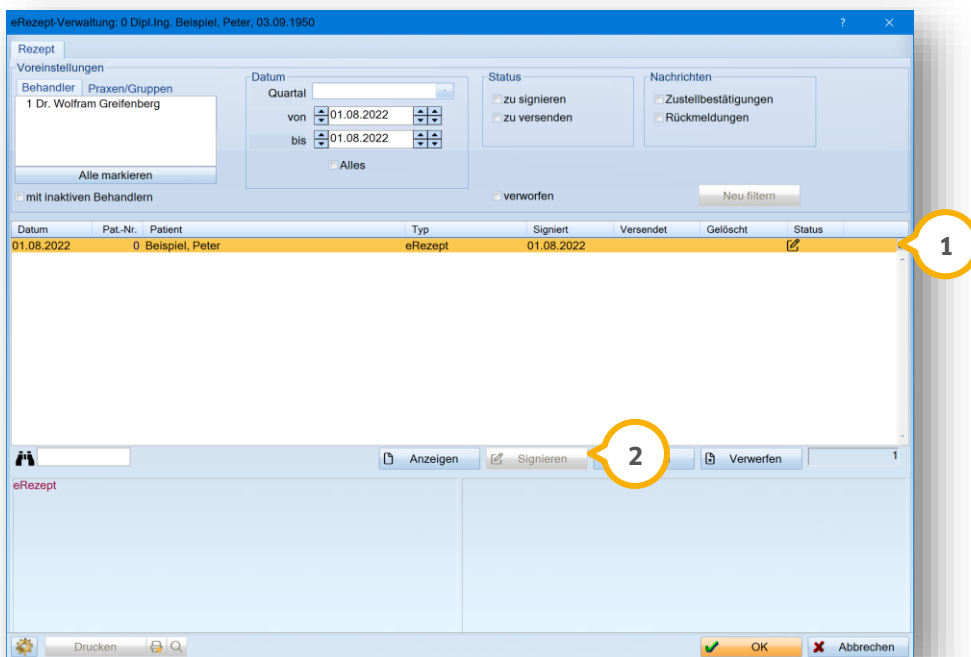 eRezept-Verwaltung: 0 Dipl.Ing. Beispiel, Peter, 03.09.1950 ?
Rezept
Voreinstellungen
Behandler Praxen/Gruppen
1 Dr. Wolfram Greifenberg
Alle markieren
mit inaktiven Behandlern
Datum
Quartal
von 01.08.2022
bis 01.08.2022
Alles
Status
zu signieren
zu versenden
verworfen
Nachrichten
Zustellbestätigungen
Rückmeldungen
Neu filtern
Datum Pat.-Nr. Patient Typ Signiert Versendet Gelöscht Status
01.08.2022 0 Beispiel, Peter eRezept 01.08.2022
1
Anzeigen Signieren 2 Verwerfen 1
eRezept
Drucken OK Abbrechen